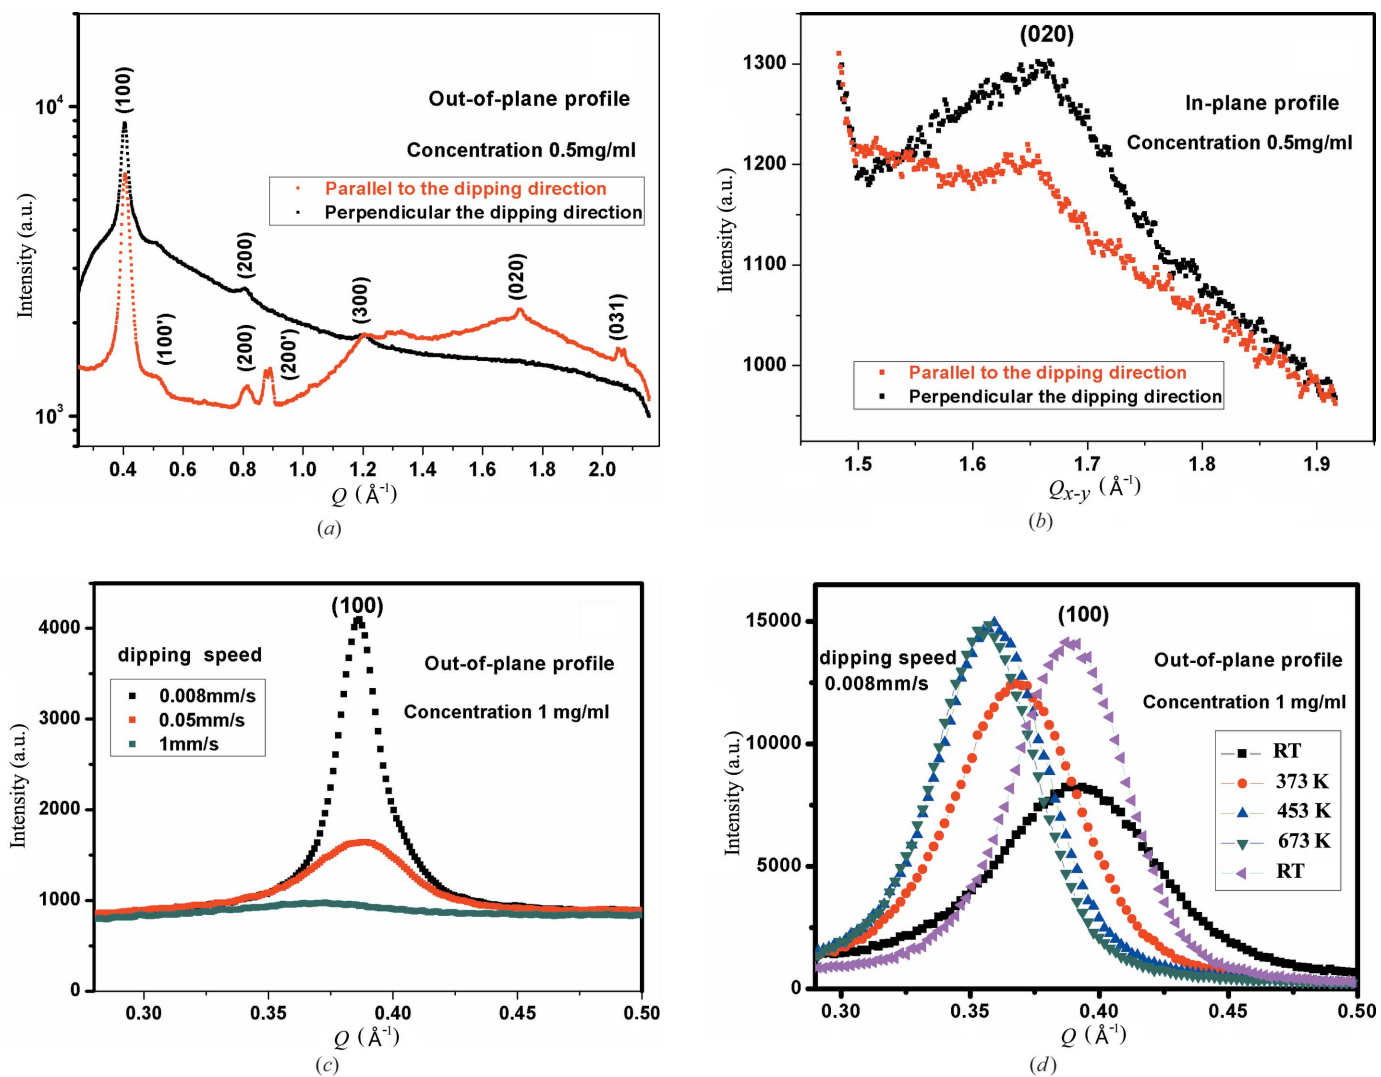 (100)
Out-of-plane profile
Concentration 0.5mg/ml
Parallel to the dipping direction
Perpendicular the dipping direction
(100')
(200)
(200)
(200')
(300)
(020)
(031)
10⁴
10³
Intensity (a.u.)
0.4 0.6 0.8 1.0 1.2 1.4 1.6 1.8 2.0
Q (Å⁻¹)
(a)
(020)
In-plane profile
Concentration 0.5mg/ml
Parallel to the dipping direction
Perpendicular the dipping direction
1300
1200
1100
1000
Intensity (a.u.)
1.5 1.6 1.7 1.8 1.9
Qx-y (Å⁻¹)
(b)
(100)
dipping speed
0.008mm/s
0.05mm/s
1mm/s
Out-of-plane profile
Concentration 1 mg/ml
4000
3000
2000
1000
0
Intensity (a.u.)
0.30 0.35 0.40 0.45 0.50
Q (Å⁻¹)
(c)
(100)
dipping speed
0.008mm/s
Out-of-plane profile
Concentration 1 mg/ml
RT
373 K
453 K
673 K
RT
15000
10000
5000
0
Intensity (a.u.)
0.30 0.35 0.40 0.45 0.50
Q (Å⁻¹)
(d)